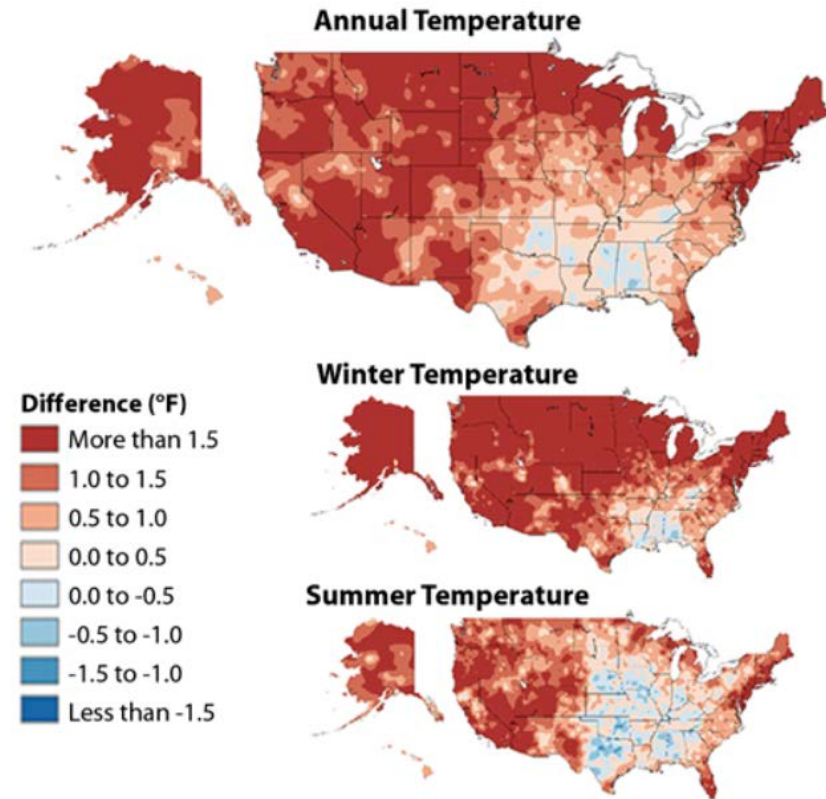 Annual Temperature
Winter Temperature
Difference (°F)
More than 1.5
1.0 to 1.5
0.5 to 1.0
0.0 to 0.5
0.0 to -0.5
-0.5 to -1.0
-1.5 to -1.0
Less than -1.5
Summer Temperature